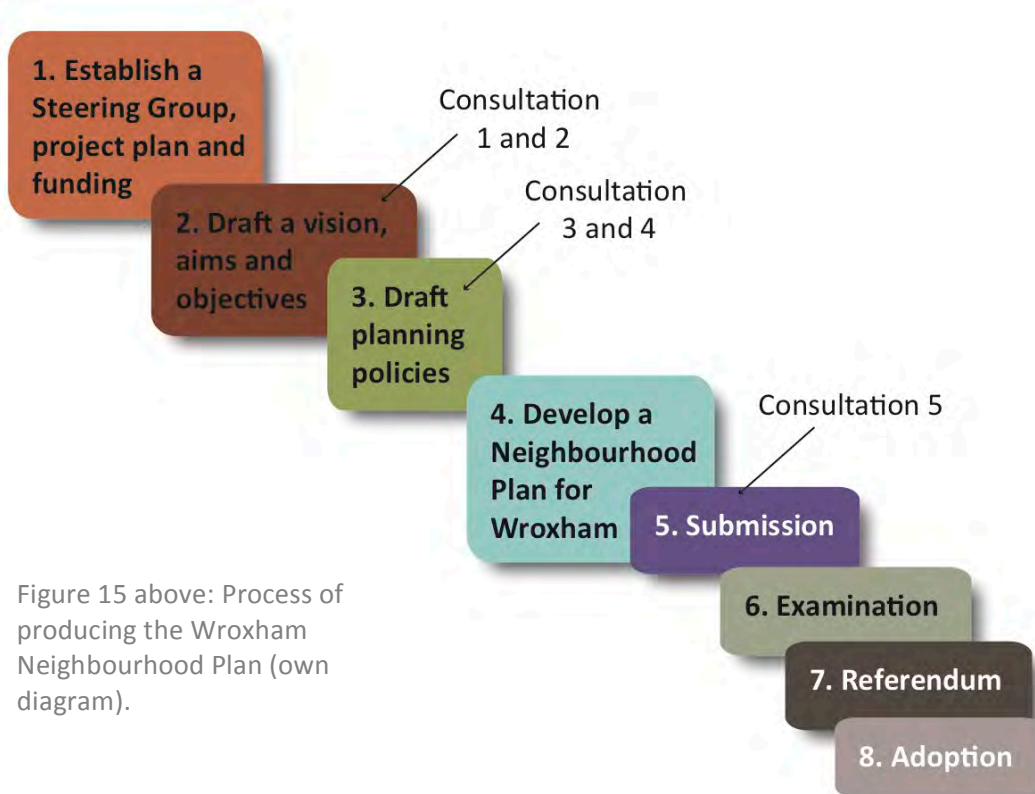 1. Establish a
Steering Group,
project plan and
funding
Consultation
1 and 2
2. Draft a vision,
aims and
objectives
Consultation
3 and 4
3. Draft
planning
policies
4. Develop a
Neighbourhood
Plan for
Wroxham
Consultation 5
5. Submission
6. Examination
7. Referendum
8. Adoption
Figure 15 above: Process of
producing the Wroxham
Neighbourhood Plan (own
diagram).